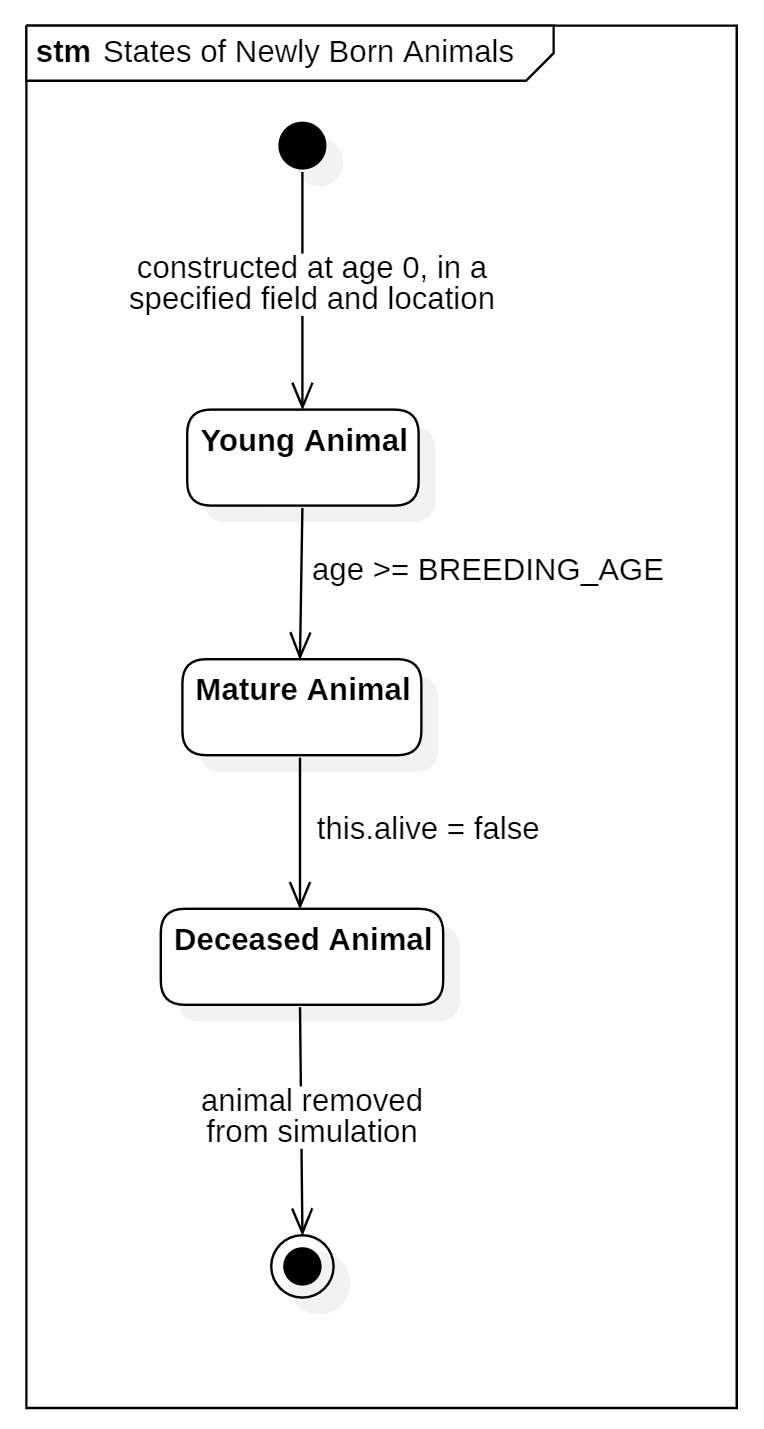 stm States of Newly Born Animals
constructed at age 0, in a
specified field and location
Young Animal
age >= BREEDING_AGE
Mature Animal
this.alive = false
Deceased Animal
animal removed
from simulation